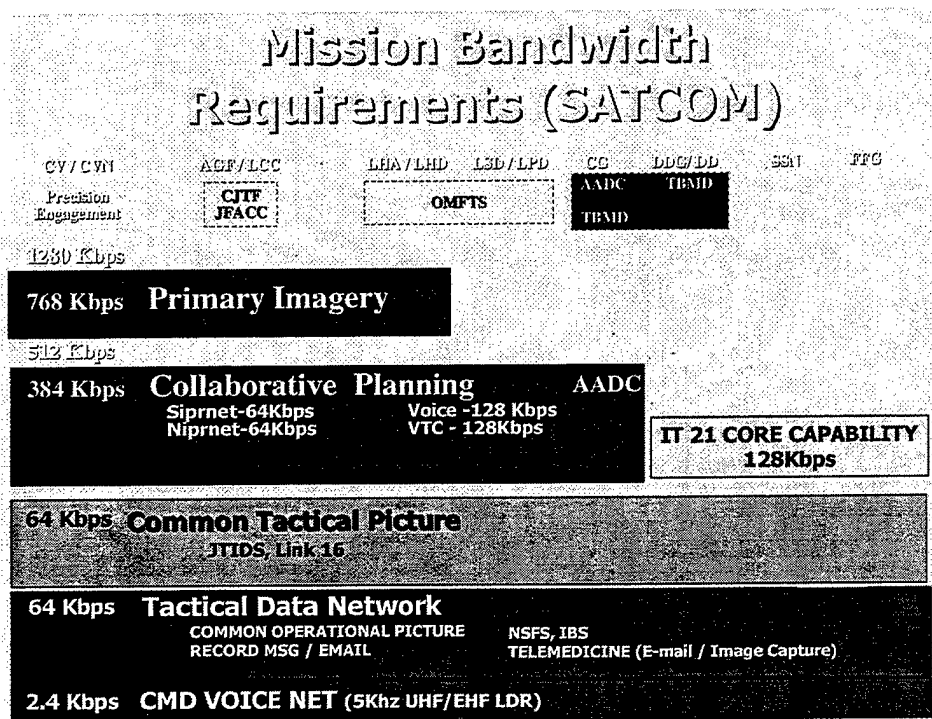 Mission Bandwidth
Requirements (SATCOM)
CV / CVN AGF / LCC LHA / LHD LSD / LPD CG DDG/DD SSN FFG
Precision
Engagement
CJTF
JFACC
OMFTS
AADC TBMD
TBMD
1280 Kbps
768 Kbps Primary Imagery
512 Kbps
384 Kbps Collaborative Planning AADC
Siprnet-64Kbps Voice -128 Kbps
Niprnet-64Kbps VTC - 128Kbps
IT 21 CORE CAPABILITY
128Kbps
64 Kbps Common Tactical Picture
JTIDS, Link 16
64 Kbps Tactical Data Network
COMMON OPERATIONAL PICTURE NSFS, IBS
RECORD MSG / EMAIL TELEMEDICINE (E-mail / Image Capture)
2.4 Kbps CMD VOICE NET (5Khz UHF/EHF LDR)